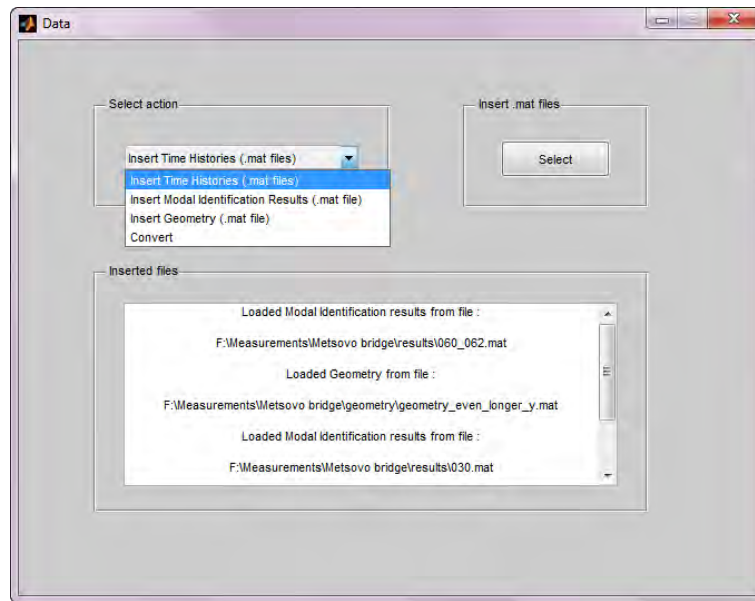 Data
Select action
Insert .mat files
Insert Time Histories (.mat files)
Select
Insert Time Histories (.mat files)
Insert Modal Identification Results (.mat file)
Insert Geometry (.mat file)
Convert
Inserted files
Loaded Modal Identification results from file :
F:\Measurements\Metsovo bridge\results\060_062.mat
Loaded Geometry from file :
F:\Measurements\Metsovo bridge\geometry\geometry_even_longer_y.mat
Loaded Modal Identification results from file :
F:\Measurements\Metsovo bridge\results\030.mat